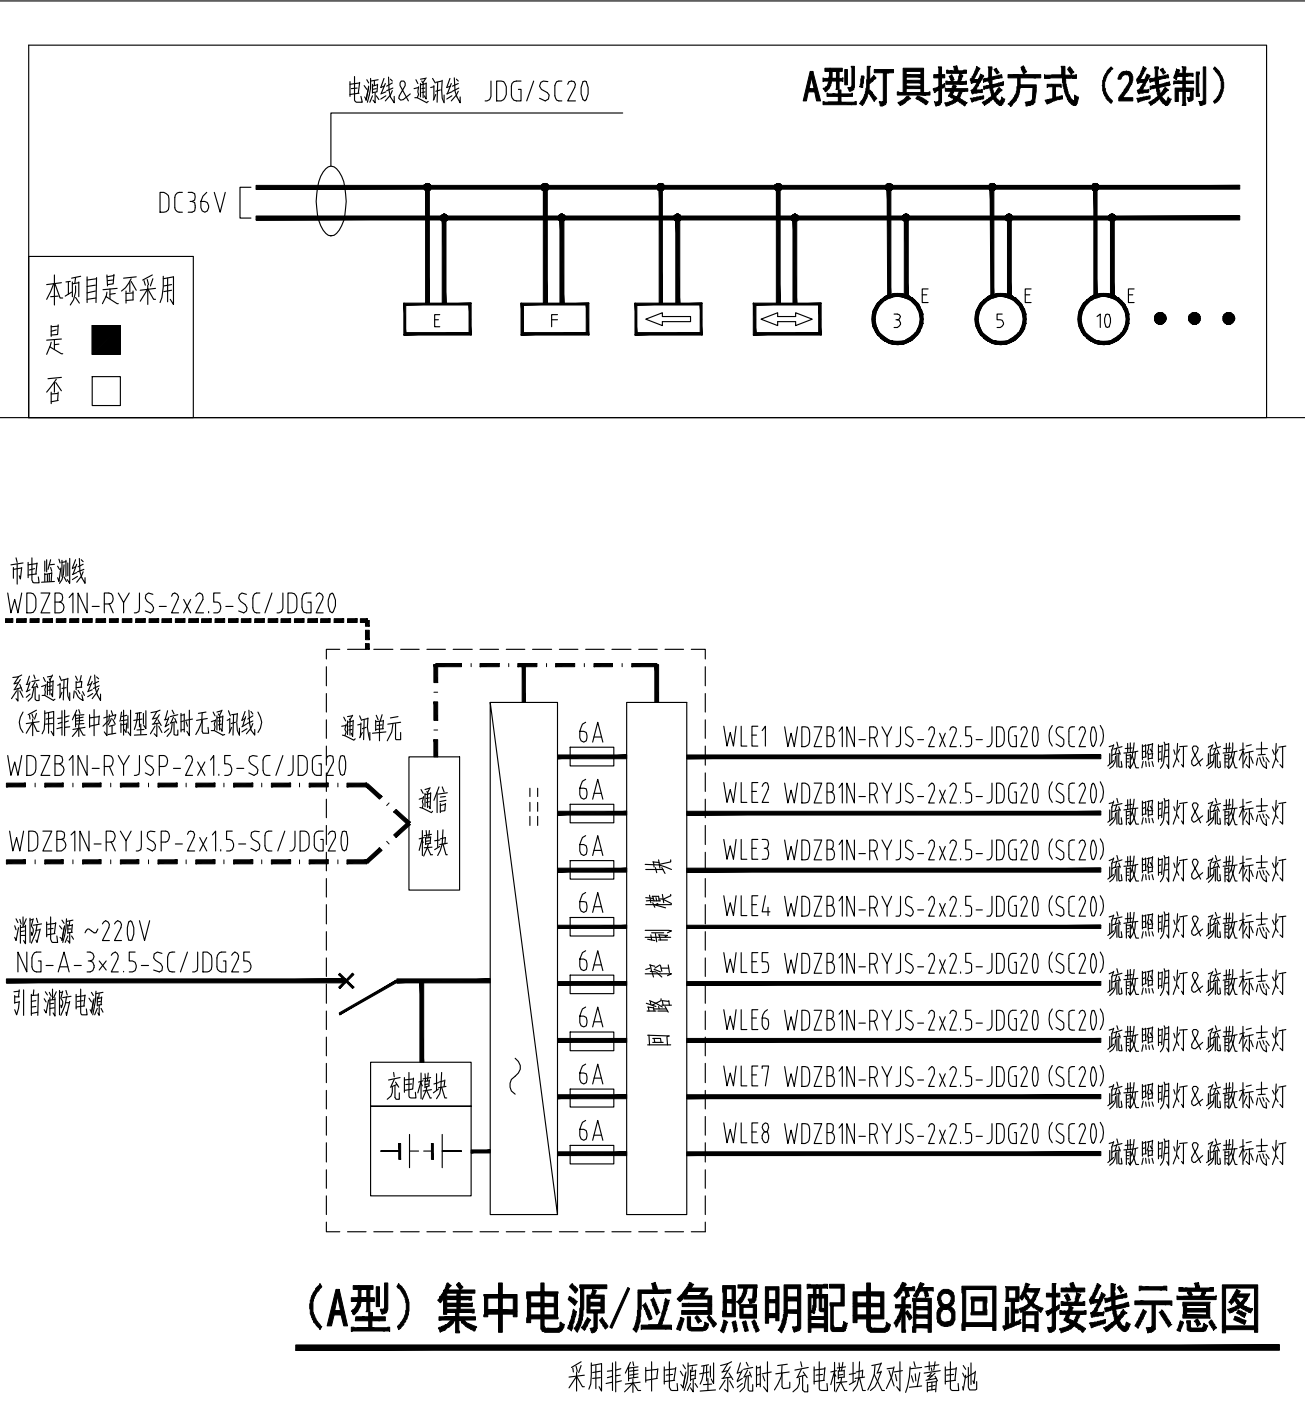 电源线&通讯线 JDG/SC20
A型灯具接线方式（2线制）
DC36V
本项目是否采用
是
否
E
F
3
E
5
E
10
E
市电监测线
WDZB1N-RYJS-2x2.5-SC/JDG20
系统通讯总线
（采用非集中控制型系统时无通讯线）
WDZB1N-RYJSP-2x1.5-SC/JDG20
WDZB1N-RYJSP-2x1.5-SC/JDG20
消防电源 ~220V
NG-A-3×2.5-SC/JDG25
引自消防电源
通讯单元
通信
模块
充电模块
回路控制模块
6A
6A
6A
6A
6A
6A
6A
6A
WLE1 WDZB1N-RYJS-2x2.5-JDG20(SC20) 疏散照明灯&疏散标志灯
WLE2 WDZB1N-RYJS-2x2.5-JDG20(SC20) 疏散照明灯&疏散标志灯
WLE3 WDZB1N-RYJS-2x2.5-JDG20(SC20) 疏散照明灯&疏散标志灯
WLE4 WDZB1N-RYJS-2x2.5-JDG20(SC20) 疏散照明灯&疏散标志灯
WLE5 WDZB1N-RYJS-2x2.5-JDG20(SC20) 疏散照明灯&疏散标志灯
WLE6 WDZB1N-RYJS-2x2.5-JDG20(SC20) 疏散照明灯&疏散标志灯
WLE7 WDZB1N-RYJS-2x2.5-JDG20(SC20) 疏散照明灯&疏散标志灯
WLE8 WDZB1N-RYJS-2x2.5-JDG20(SC20) 疏散照明灯&疏散标志灯
（A型）集中电源/应急照明配电箱8回路接线示意图
采用非集中电源型系统时无充电模块及对应蓄电池